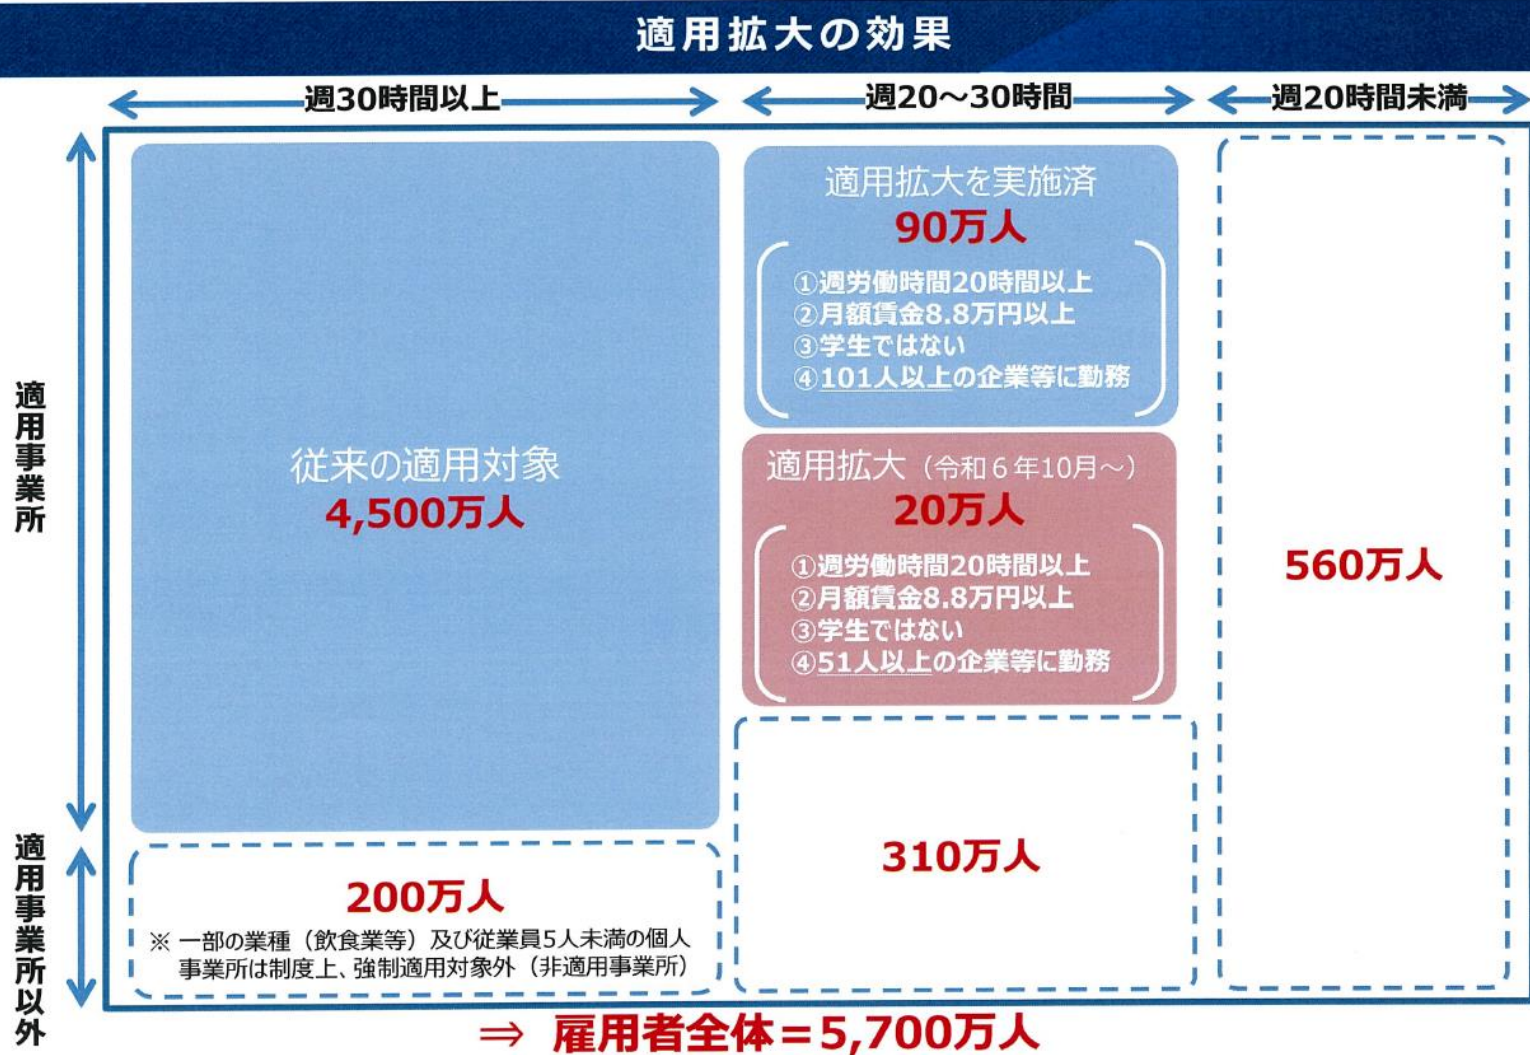 適用拡大の効果
週30時間以上
週20～30時間
週20時間未満
適用事業所
従来の適用対象
4,500万人
適用拡大を実施済
90万人
①週労働時間20時間以上
②月額賃金8.8万円以上
③学生ではない
④101人以上の企業等に勤務
適用拡大（令和６年10月～）
20万人
①週労働時間20時間以上
②月額賃金8.8万円以上
③学生ではない
④51人以上の企業等に勤務
560万人
適用事業所以外
200万人
※ 一部の業種（飲食業等）及び従業員5人未満の個人
事業所は制度上、強制適用対象外（非適用事業所）
310万人
⇒ 雇用者全体＝5,700万人